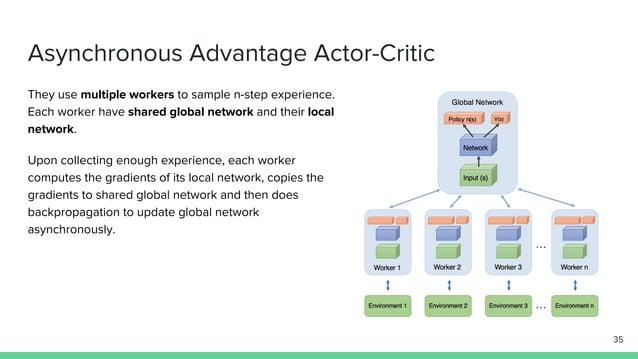 Asynchronous Advantage Actor-Critic
They use multiple workers to sample n-step experience.
Each worker have shared global network and their local
network.
Upon collecting enough experience, each worker
computes the gradients of its local network, copies the
gradients to shared global network and then does
backpropagation to update global network
asynchronously.
Global Network
Policy π(s) V(s)
Network
Input (s)
...
Worker 1 Worker 2 Worker 3 Worker n
Environment 1 Environment 2 Environment 3 ... Environment n
35